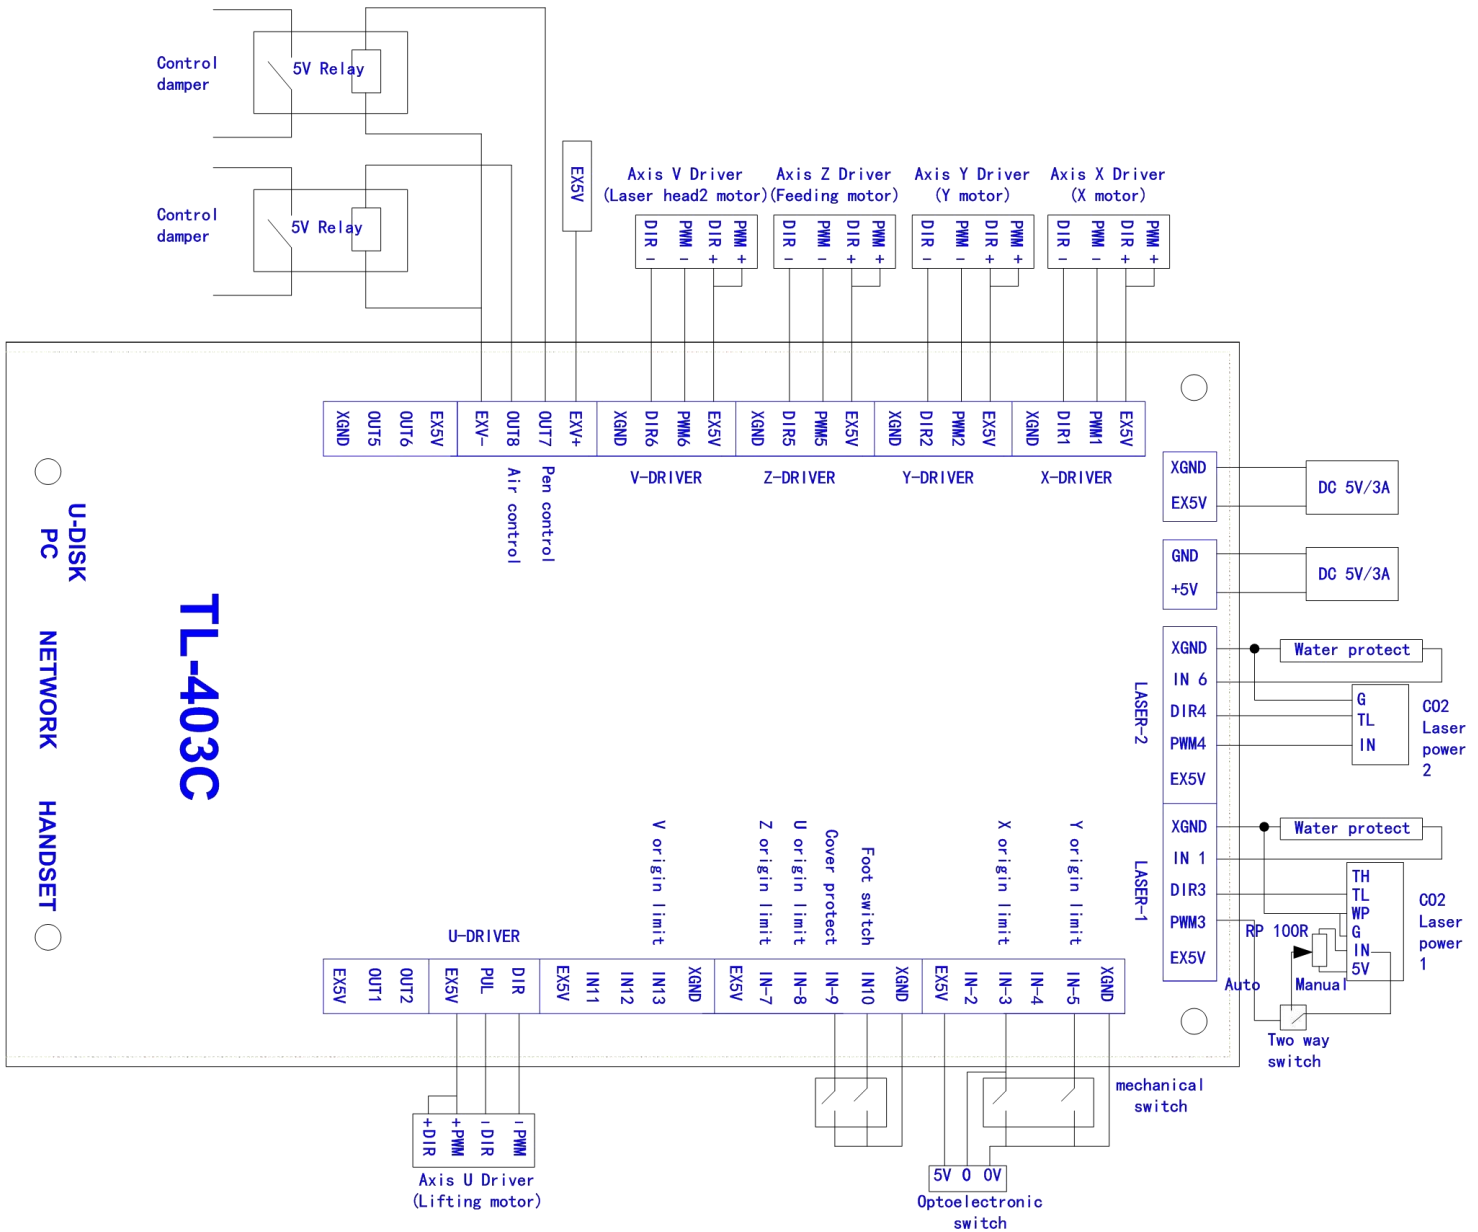 Control
damper
5V Relay
Control
damper
5V Relay
EX5V
Axis V Driver
(Laser head2 motor)
DIR -
PWM -
DIR +
PWM +
Axis Z Driver
(Feeding motor)
DIR -
PWM -
DIR +
PWM +
Axis Y Driver
(Y motor)
DIR -
PWM -
DIR +
PWM +
Axis X Driver
(X motor)
DIR -
PWM -
DIR +
PWM +
XGND
OUT5
OUT6
EX5V
EXV-
OUT8
OUT7
EXV+
XGND
DIR6
PWM6
EX5V
XGND
DIR5
PWM5
EX5V
XGND
DIR2
PWM2
EX5V
XGND
DIR1
PWM1
EX5V
Air control
Pen control
V-DRIVER
Z-DRIVER
Y-DRIVER
X-DRIVER
U-DISK
PC
NETWORK
HANDSET
TL-403C
XGND
EX5V
DC 5V/3A
GND
+5V
DC 5V/3A
LASER-2
XGND
IN 6
DIR4
PWM4
EX5V
Water protect
G
TL
IN
CO2
Laser
power
2
LASER-1
XGND
IN 1
DIR3
PWM3
EX5V
Water protect
TH
TL
WP
G
IN
5V
CO2
Laser
power
1
RP 100R
Auto
Manual
Two way
switch
V origin limit
Z origin limit
U origin limit
Cover protect
Foot switch
X origin limit
Y origin limit
U-DRIVER
EX5V
OUT1
OUT2
EX5V
PUL
DIR
EX5V
IN11
IN12
IN13
XGND
EX5V
IN-7
IN-8
IN-9
IN10
XGND
EX5V
IN-2
IN-3
IN-4
IN-5
XGND
+DIR
+PWM
-DIR
-PWM
Axis U Driver
(Lifting motor)
mechanical
switch
5V O 0V
Optoelectronic
switch